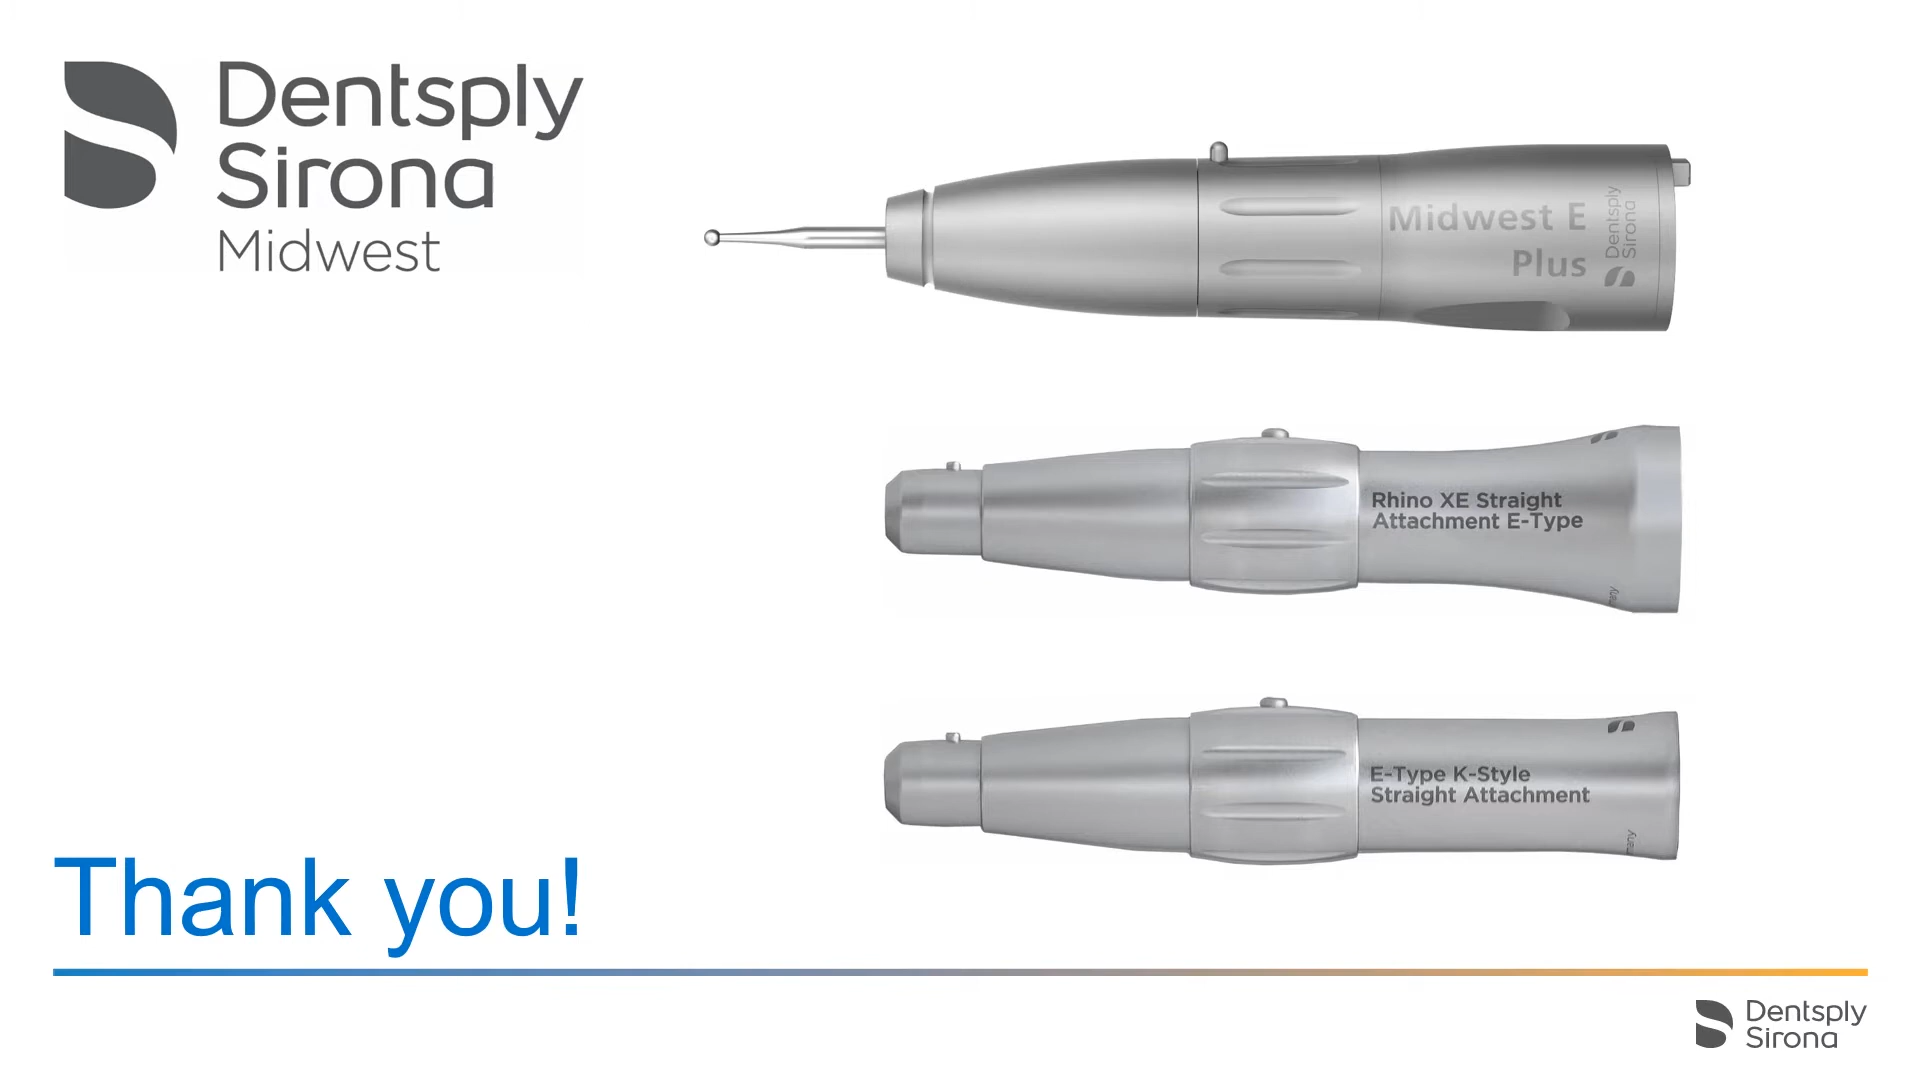 Dentsply
Sirona
Midwest
Midwest E
Plus
Dentsply
Sirona
Rhino XE Straight
Attachment E-Type
E-Type K-Style
Straight Attachment
Thank you!
Dentsply
Sirona